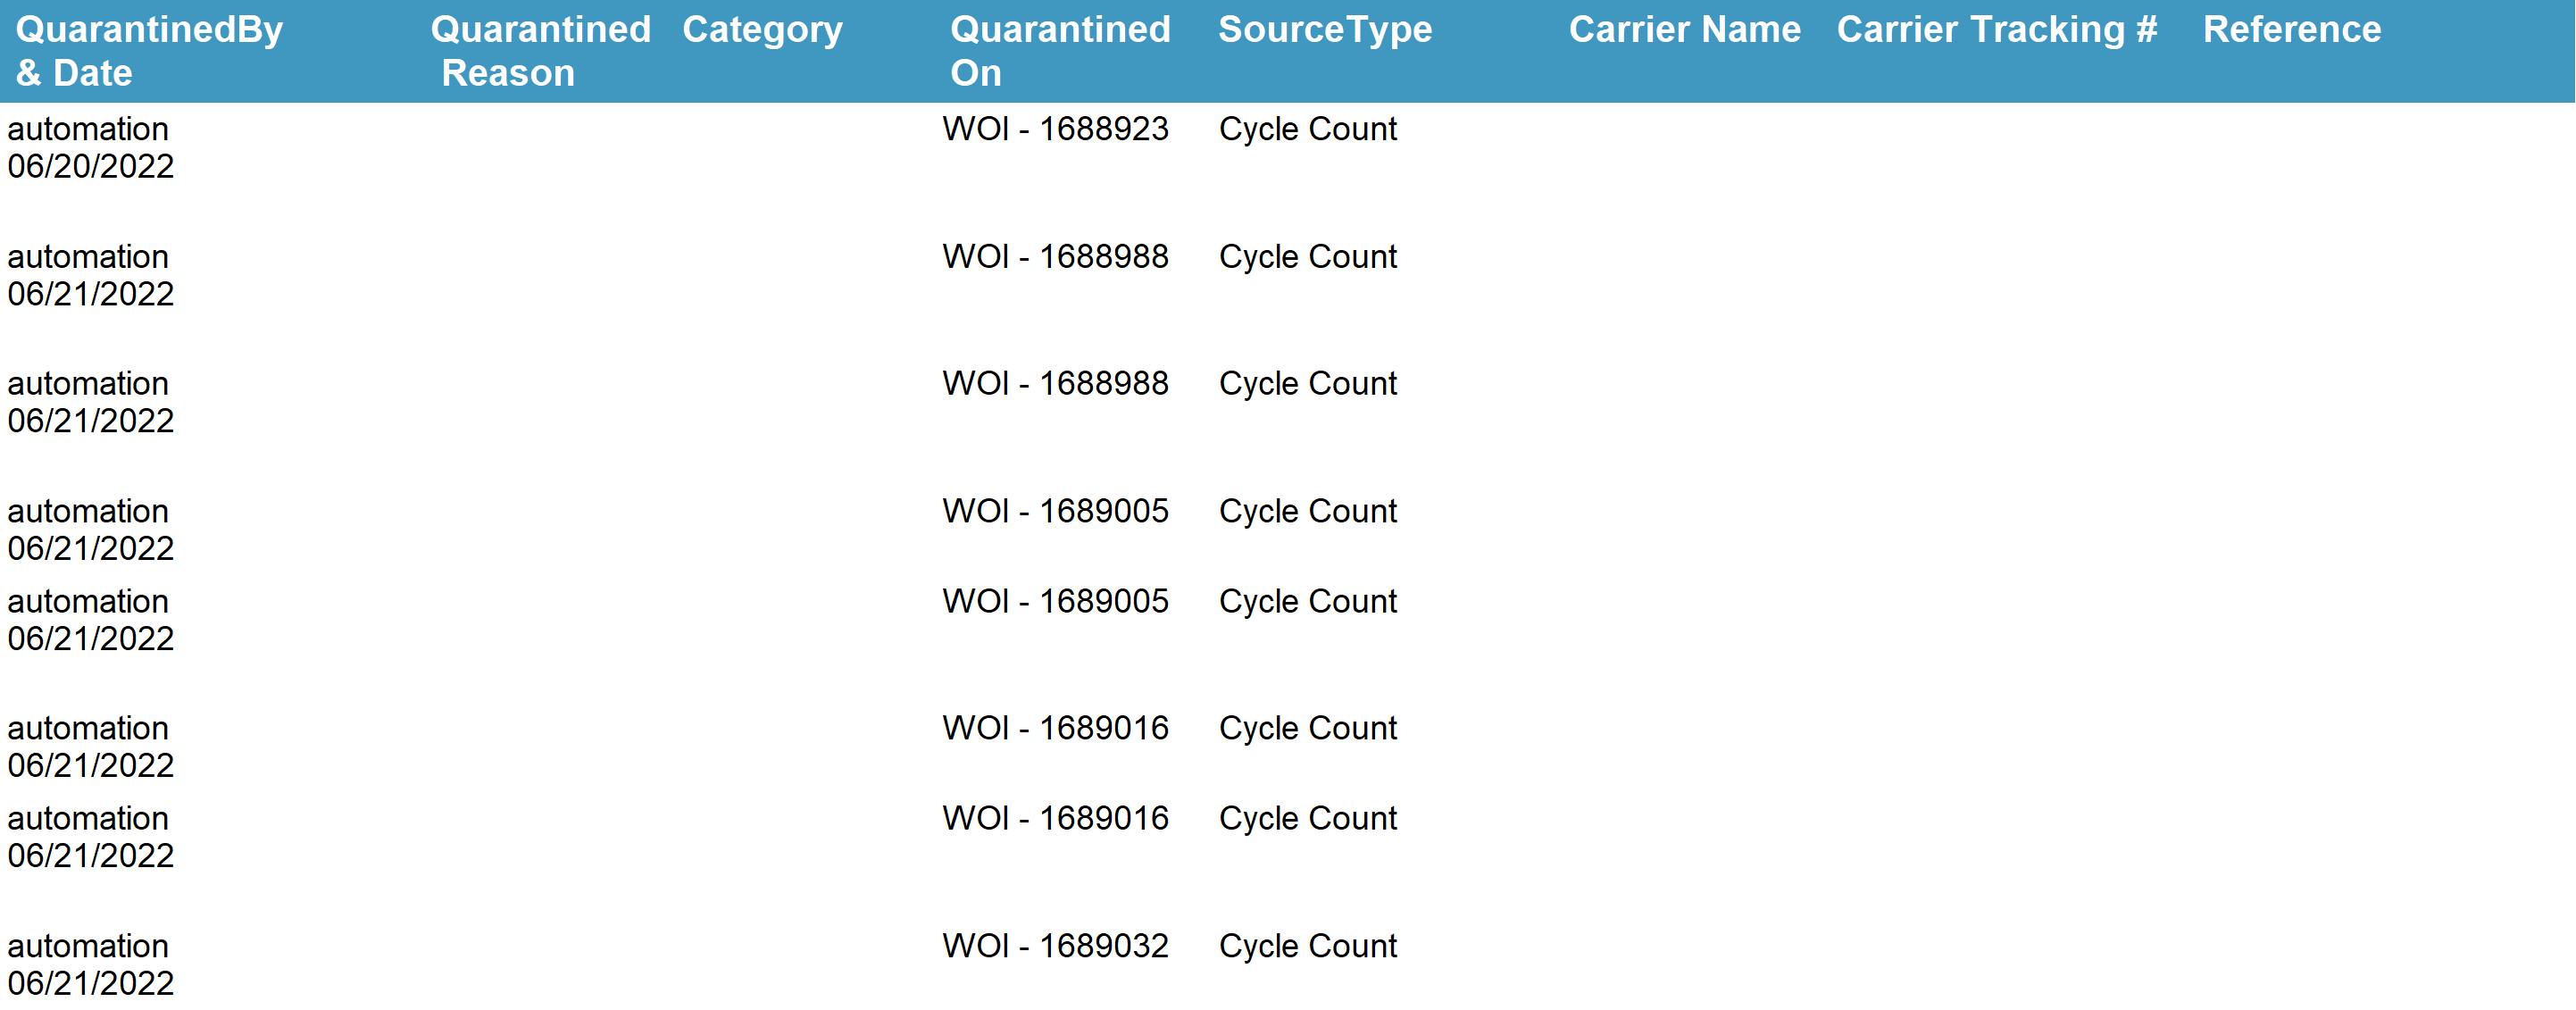 QuarantinedBy & Date Quarantined Reason Category Quarantined On SourceType Carrier Name Carrier Tracking # Reference
automation WOI - 1688923 Cycle Count
06/20/2022
automation WOI - 1688988 Cycle Count
06/21/2022
automation WOI - 1688988 Cycle Count
06/21/2022
automation WOI - 1689005 Cycle Count
06/21/2022
automation WOI - 1689005 Cycle Count
06/21/2022
automation WOI - 1689016 Cycle Count
06/21/2022
automation WOI - 1689016 Cycle Count
06/21/2022
automation WOI - 1689032 Cycle Count
06/21/2022